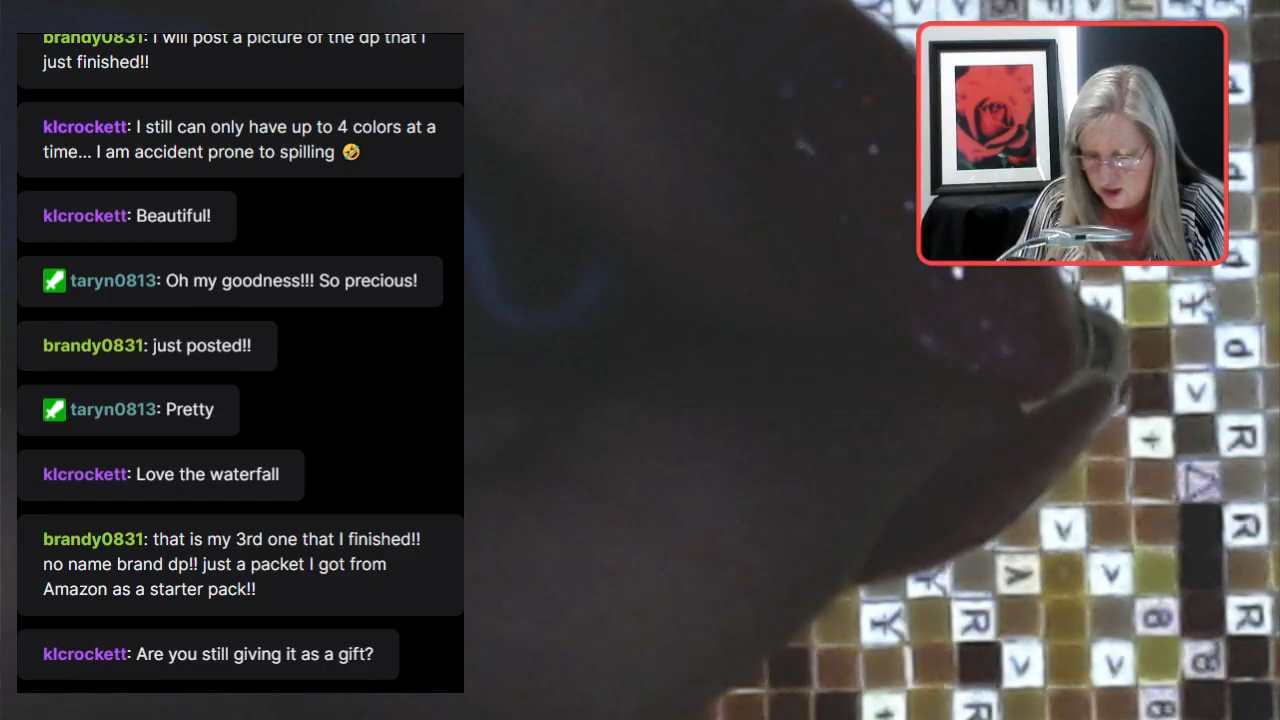 brandy0831: I will post a picture of the dp that I
just finished!!
klcrockett: I still can only have up to 4 colors at a
time... I am accident prone to spilling 🤣
klcrockett: Beautiful!
taryn0813: Oh my goodness!!! So precious!
brandy0831: just posted!!
taryn0813: Pretty
klcrockett: Love the waterfall
brandy0831: that is my 3rd one that I finished!!
no name brand dp!! just a packet I got from
Amazon as a starter pack!!
klcrockett: Are you still giving it as a gift?